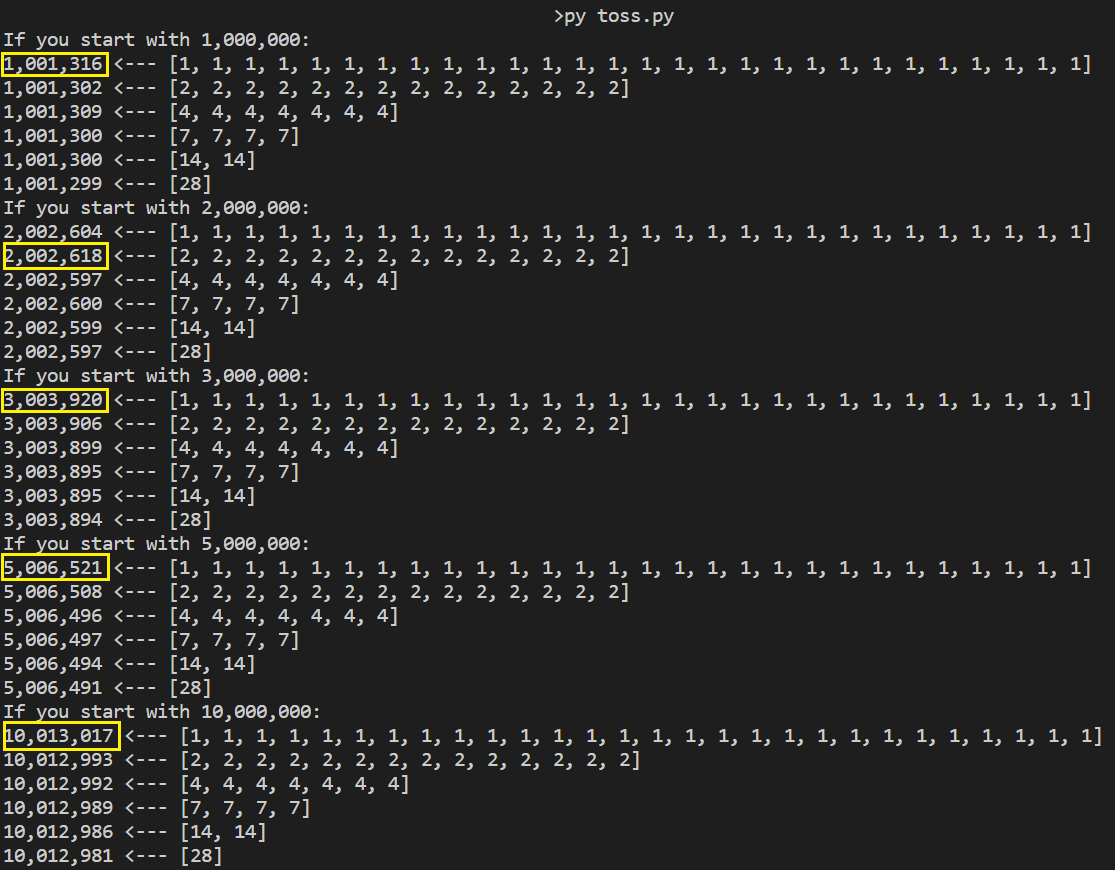 >py toss.py
If you start with 1,000,000:
1,001,316 <--- [1, 1, 1, 1, 1, 1, 1, 1, 1, 1, 1, 1, 1, 1, 1, 1, 1, 1, 1, 1, 1, 1, 1, 1, 1, 1, 1, 1]
1,001,302 <--- [2, 2, 2, 2, 2, 2, 2, 2, 2, 2, 2, 2, 2, 2]
1,001,309 <--- [4, 4, 4, 4, 4, 4, 4]
1,001,300 <--- [7, 7, 7, 7]
1,001,300 <--- [14, 14]
1,001,299 <--- [28]
If you start with 2,000,000:
2,002,604 <--- [1, 1, 1, 1, 1, 1, 1, 1, 1, 1, 1, 1, 1, 1, 1, 1, 1, 1, 1, 1, 1, 1, 1, 1, 1, 1, 1, 1]
2,002,618 <--- [2, 2, 2, 2, 2, 2, 2, 2, 2, 2, 2, 2, 2, 2]
2,002,597 <--- [4, 4, 4, 4, 4, 4, 4]
2,002,600 <--- [7, 7, 7, 7]
2,002,599 <--- [14, 14]
2,002,597 <--- [28]
If you start with 3,000,000:
3,003,920 <--- [1, 1, 1, 1, 1, 1, 1, 1, 1, 1, 1, 1, 1, 1, 1, 1, 1, 1, 1, 1, 1, 1, 1, 1, 1, 1, 1, 1]
3,003,906 <--- [2, 2, 2, 2, 2, 2, 2, 2, 2, 2, 2, 2, 2, 2]
3,003,899 <--- [4, 4, 4, 4, 4, 4, 4]
3,003,895 <--- [7, 7, 7, 7]
3,003,895 <--- [14, 14]
3,003,894 <--- [28]
If you start with 5,000,000:
5,006,521 <--- [1, 1, 1, 1, 1, 1, 1, 1, 1, 1, 1, 1, 1, 1, 1, 1, 1, 1, 1, 1, 1, 1, 1, 1, 1, 1, 1, 1]
5,006,508 <--- [2, 2, 2, 2, 2, 2, 2, 2, 2, 2, 2, 2, 2, 2]
5,006,496 <--- [4, 4, 4, 4, 4, 4, 4]
5,006,497 <--- [7, 7, 7, 7]
5,006,494 <--- [14, 14]
5,006,491 <--- [28]
If you start with 10,000,000:
10,013,017 <--- [1, 1, 1, 1, 1, 1, 1, 1, 1, 1, 1, 1, 1, 1, 1, 1, 1, 1, 1, 1, 1, 1, 1, 1, 1, 1, 1, 1]
10,012,993 <--- [2, 2, 2, 2, 2, 2, 2, 2, 2, 2, 2, 2, 2, 2]
10,012,992 <--- [4, 4, 4, 4, 4, 4, 4]
10,012,989 <--- [7, 7, 7, 7]
10,012,986 <--- [14, 14]
10,012,981 <--- [28]